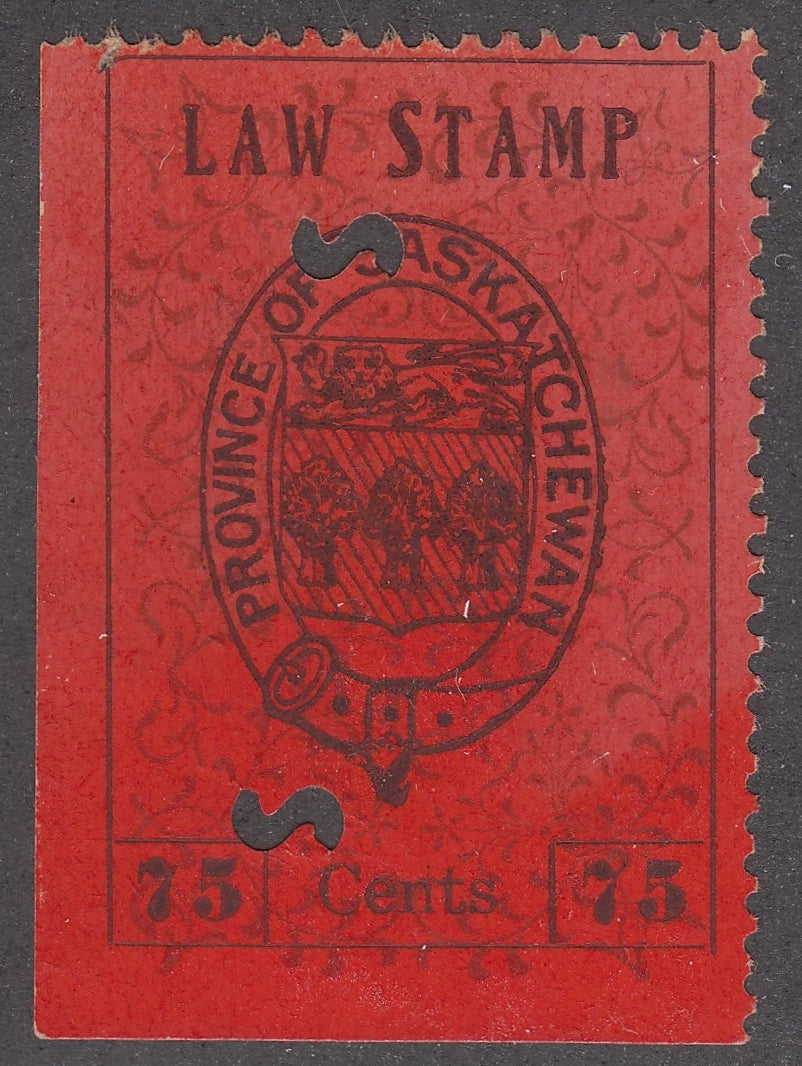 LAW STAMP
PROVINCE OF SASKATCHEWAN
75 Cents 75